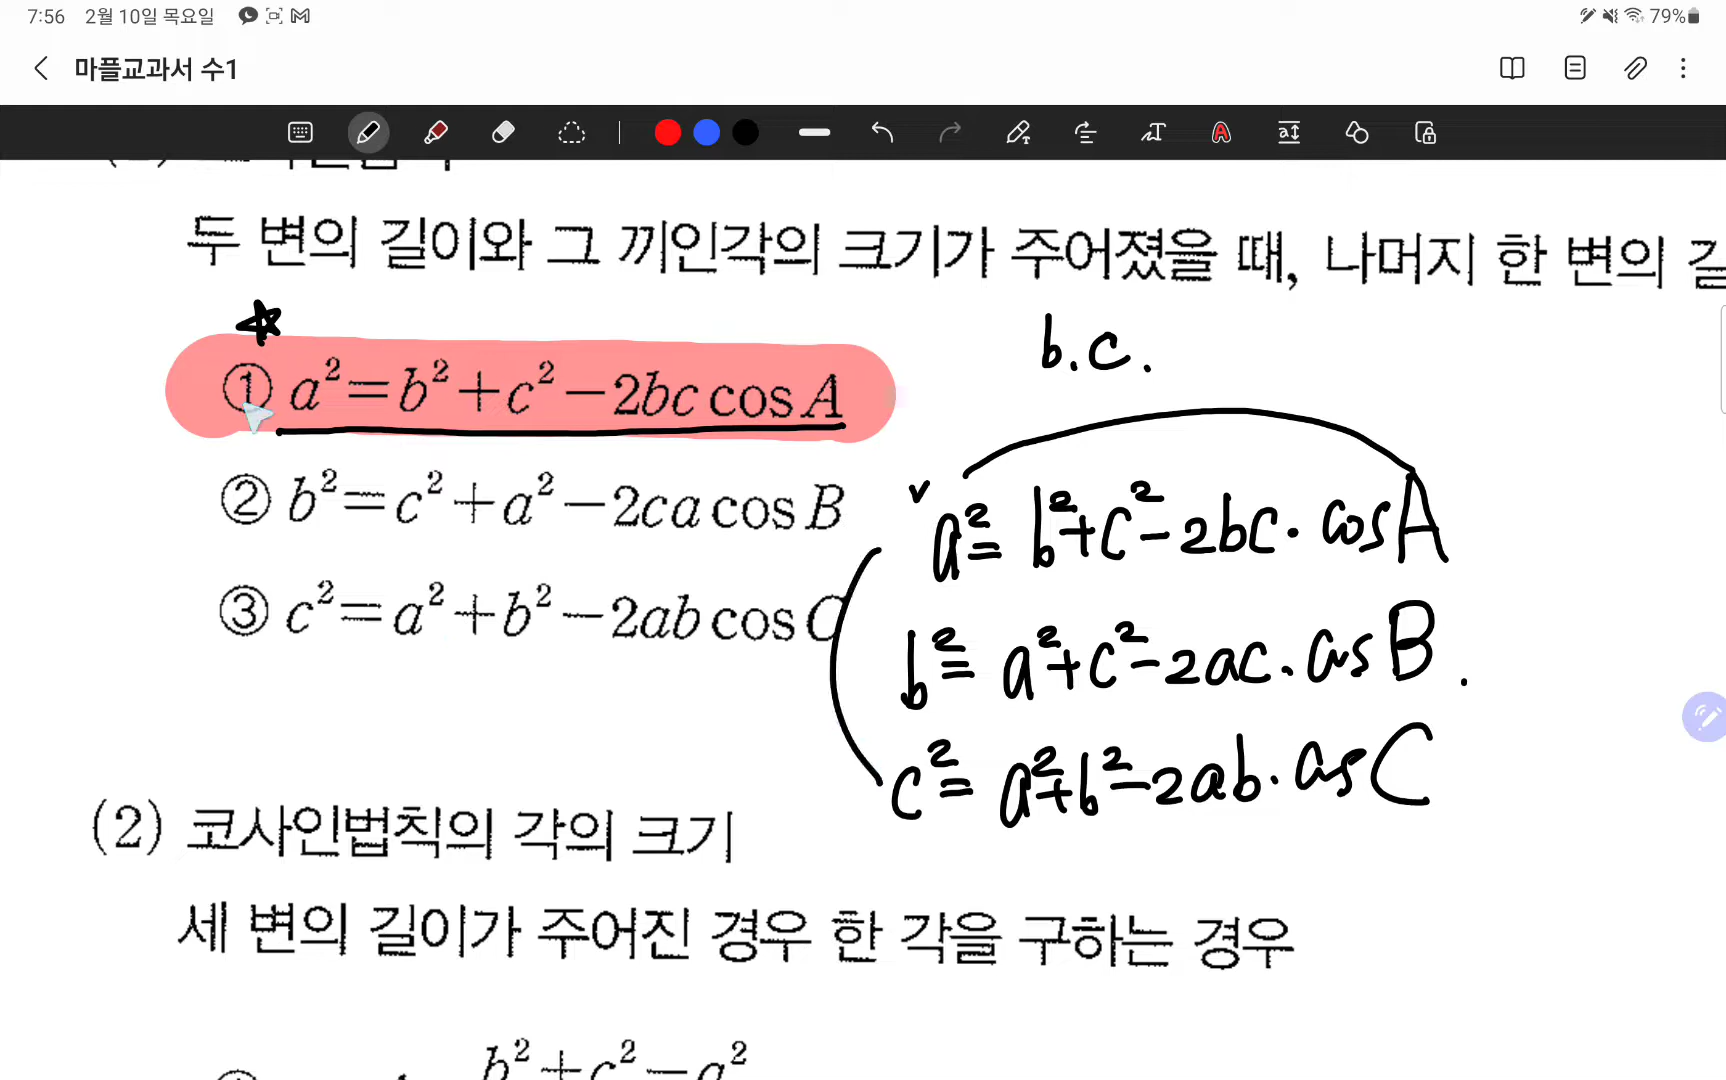 7:56 2월 10일 목요일 79%
마플교과서 수1
두 변의 길이와 그 끼인각의 크기가 주어졌을 때, 나머지 한 변의 길
b.c.
① a²=b²+c²−2bc cos A
② b²=c²+a²−2ca cos B
③ c²=a²+b²−2ab cos C
a²= b²+c²-2bc· cosA
b²= a²+c²-2ac· cosB.
c²= a²+b²-2ab· cosC
(2) 코사인법칙의 각의 크기
세 변의 길이가 주어진 경우 한 각을 구하는 경우
b²+c²−a²